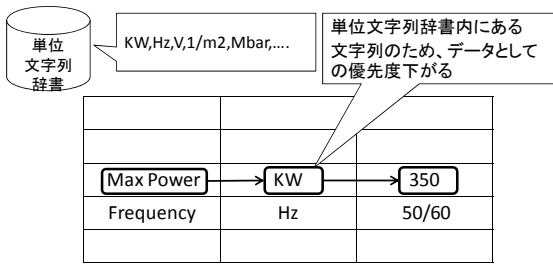 単位
文字列
辞書
KW,Hz,V,1/m2,Mbar,....
単位文字列辞書内にある
文字列のため、データとして
の優先度下がる
Max Power KW 350
Frequency Hz 50/60